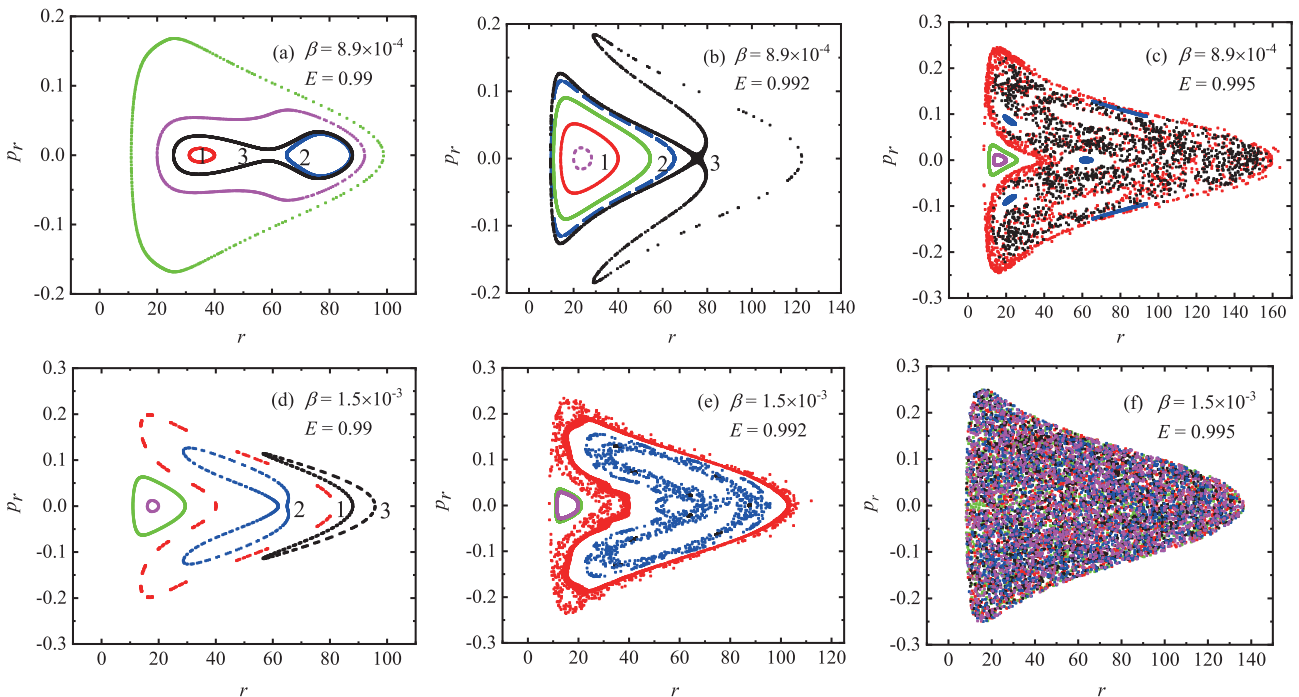 0.2
0.1
0.0
-0.1
-0.2
0 20 40 60 80 100
p_r
r
(a) β = 8.9×10⁻⁴
E = 0.99
1 3 2
0.2
0.1
0.0
0.1
0.2
0 20 40 60 80 100 120 140
p_r
r
(b) β = 8.9×10⁻⁴
E = 0.992
1 2 3
0.3
0.2
0.1
0.0
-0.1
-0.2
-0.3
20 40 60 80 100 120 140 160
p_r
r
(c) β = 8.9×10⁻⁴
E = 0.995
0.3
0.2
0.1
0.0
-0.1
-0.2
-0.3
0 20 40 60 80 100
p_r
r
(d) β = 1.5×10⁻³
E = 0.99
2 1 3
0.3
0.2
0.1
0.0
-0.1
-0.2
-0.3
0 20 40 60 80 100 120
p_r
r
(e) β = 1.5×10⁻³
E = 0.992
0.3
0.2
0.1
0.0
-0.1
-0.2
-0.3
0 20 40 60 80 100 120 140
p_r
r
(f) β = 1.5×10⁻³
E = 0.995